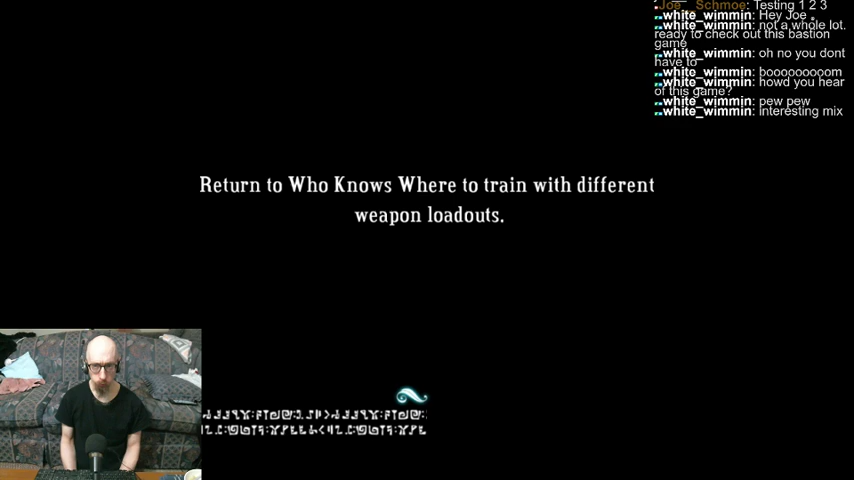 Joe__Schmoe: Testing 1 2 3
white_wimmin: Hey Joe
white_wimmin: not a whole lot.
ready to check out this bastion
game
white_wimmin: oh no you dont
have to
white_wimmin: booooooooom
white_wimmin: howd you hear
of this game?
white_wimmin: pew pew
white_wimmin: interesting mix
Return to Who Knows Where to train with different
weapon loadouts.